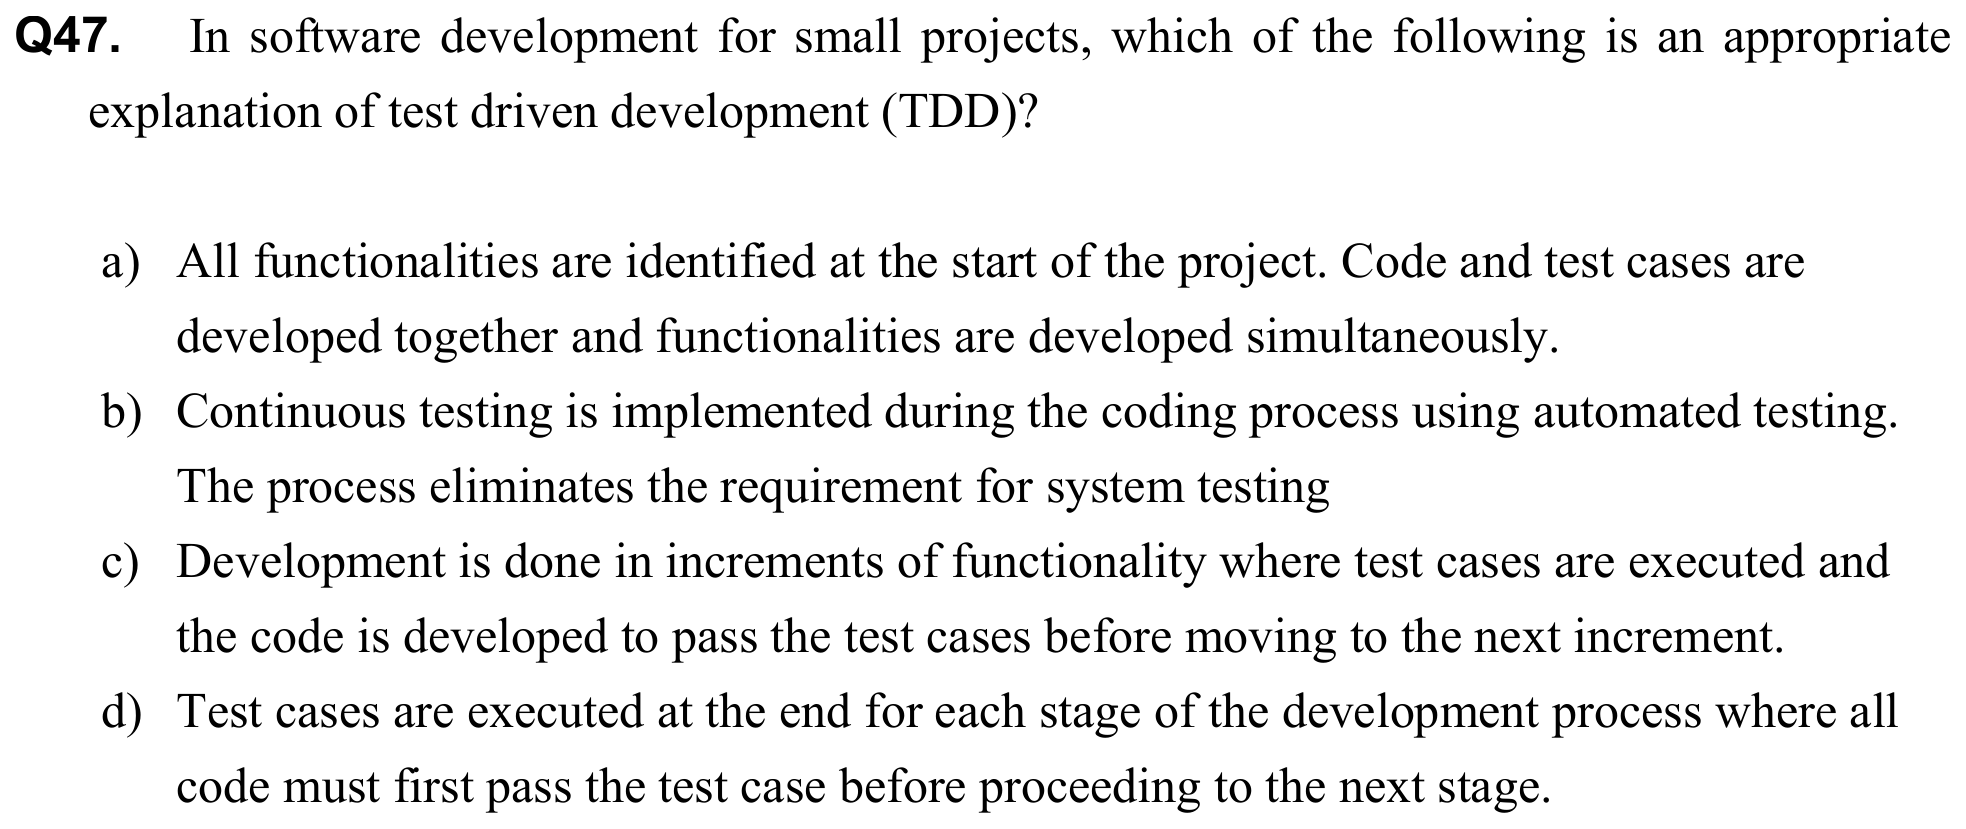 Q47. In software development for small projects, which of the following is an appropriate
explanation of test driven development (TDD)?
a) All functionalities are identified at the start of the project. Code and test cases are
developed together and functionalities are developed simultaneously.
b) Continuous testing is implemented during the coding process using automated testing.
The process eliminates the requirement for system testing
c) Development is done in increments of functionality where test cases are executed and
the code is developed to pass the test cases before moving to the next increment.
d) Test cases are executed at the end for each stage of the development process where all
code must first pass the test case before proceeding to the next stage.